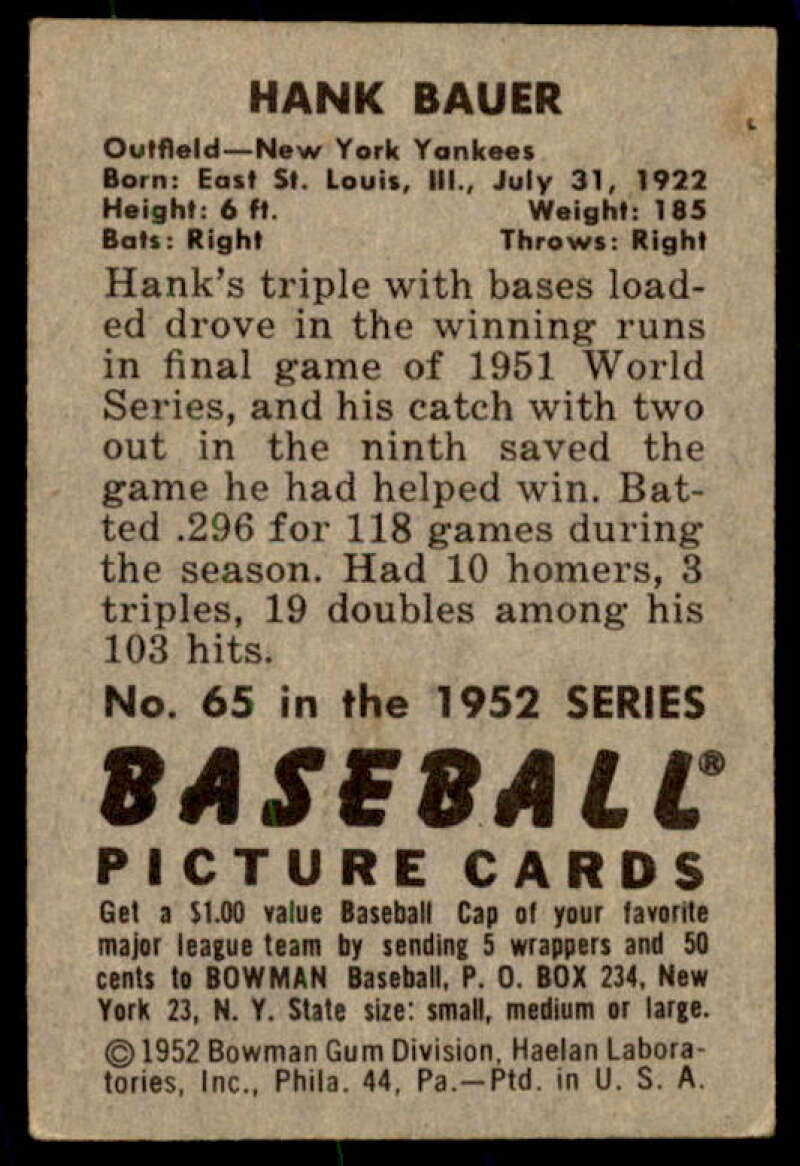 HANK BAUER
Outfield—New York Yankees
Born: East St. Louis, Ill., July 31, 1922
Height: 6 ft. Weight: 185
Bats: Right Throws: Right
Hank's triple with bases load-
ed drove in the winning runs
in final game of 1951 World
Series, and his catch with two
out in the ninth saved the
game he had helped win. Bat-
ted .296 for 118 games during
the season. Had 10 homers, 3
triples, 19 doubles among his
103 hits.
No. 65 in the 1952 SERIES
BASEBALL®
PICTURE CARDS
Get a $1.00 value Baseball Cap of your favorite
major league team by sending 5 wrappers and 50
cents to BOWMAN Baseball, P. O. BOX 234, New
York 23, N. Y. State size: small, medium or large.
©1952 Bowman Gum Division, Haelan Labora-
tories, Inc., Phila. 44, Pa.—Ptd. in U. S. A.